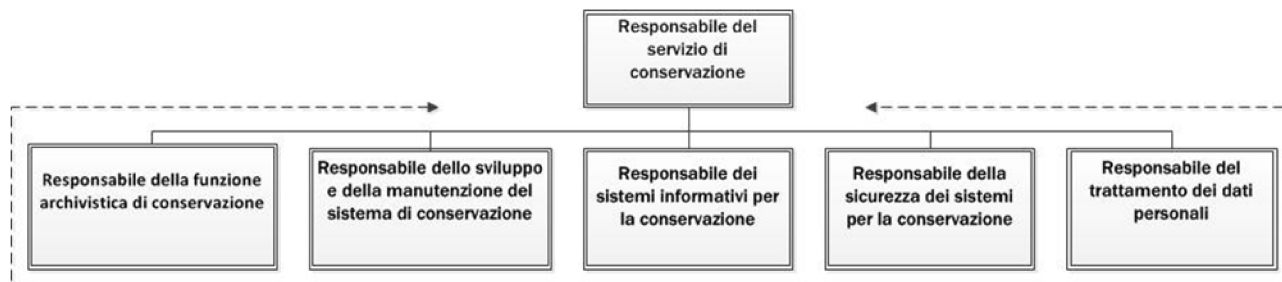 Responsabile del
servizio di
conservazione
Responsabile della funzione
archivistica di conservazione
Responsabile dello sviluppo
e della manutenzione del
sistema di conservazione
Responsabile dei
sistemi informativi per
la conservazione
Responsabile della
sicurezza dei sistemi
per la conservazione
Responsabile del
trattamento dei dati
personali